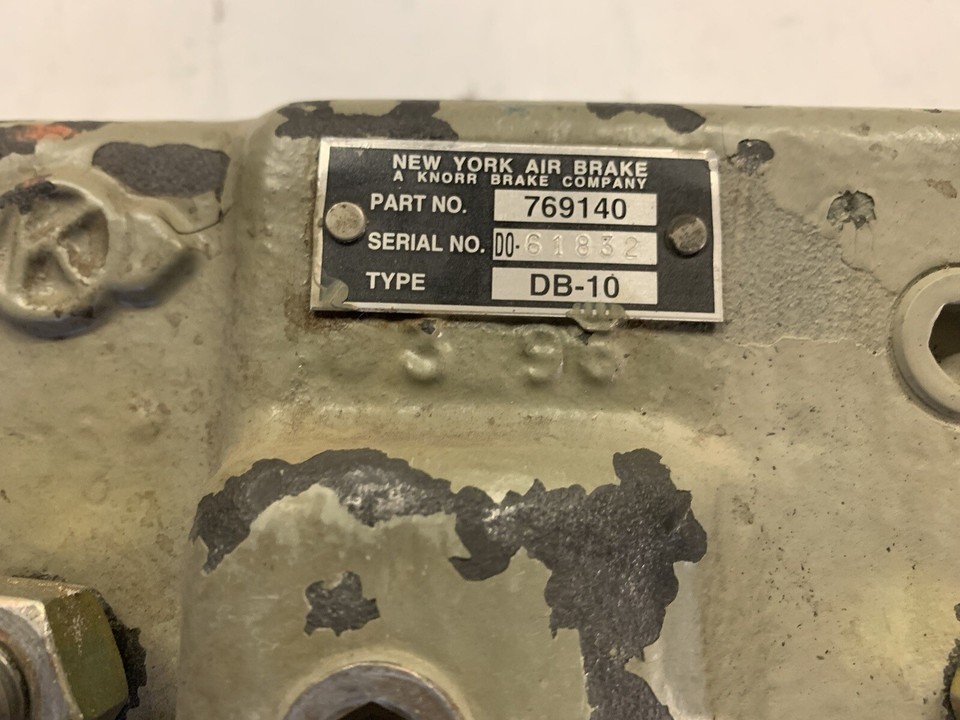 NEW YORK AIR BRAKE
A KNORR BRAKE COMPANY
PART NO. 769140
SERIAL NO. DO-61832
TYPE DB-10
K